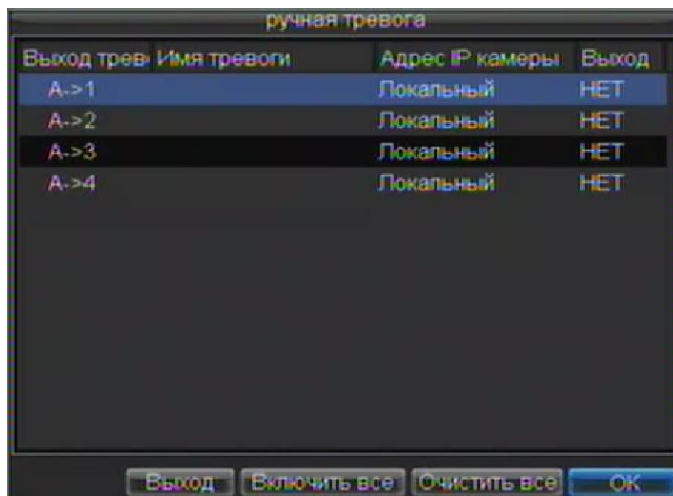 ручная тревога
Выход трев Имя тревоги Адрес IP камеры Выход
A->1 Локальный НЕТ
A->2 Локальный НЕТ
A->3 Локальный НЕТ
A->4 Локальный НЕТ
Выход Включить все Очистить все OK